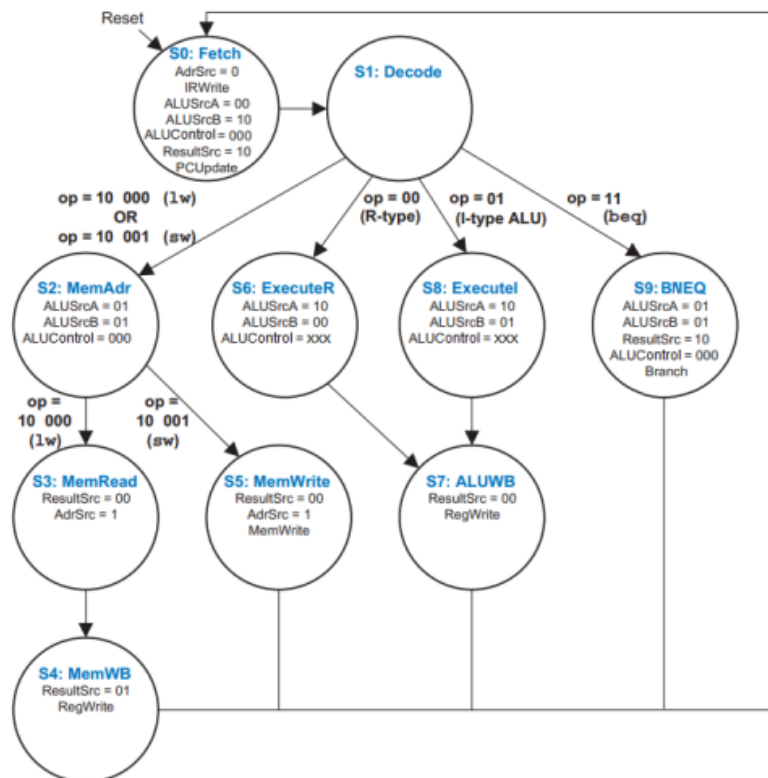 Reset
S0: Fetch
AdrSrc = 0
IRWrite
ALUSrcA = 00
ALUSrcB = 10
ALUControl = 000
ResultSrc = 10
PCUpdate
S1: Decode
op = 10 000 (lw)
OR
op = 10 001 (sw)
op = 00
(R-type)
op = 01
(I-type ALU)
op = 11
(beq)
S2: MemAdr
ALUSrcA = 01
ALUSrcB = 01
ALUControl = 000
S6: ExecuteR
ALUSrcA = 10
ALUSrcB = 00
ALUControl = xxx
S8: ExecuteI
ALUSrcA = 10
ALUSrcB = 01
ALUControl = xxx
S9: BNEQ
ALUSrcA = 01
ALUSrcB = 01
ResultSrc = 10
ALUControl = 000
Branch
op =
10 000
(lw)
op =
10 001
(sw)
S3: MemRead
ResultSrc = 00
AdrSrc = 1
S5: MemWrite
ResultSrc = 00
AdrSrc = 1
MemWrite
S7: ALUWB
ResultSrc = 00
RegWrite
S4: MemWB
ResultSrc = 01
RegWrite